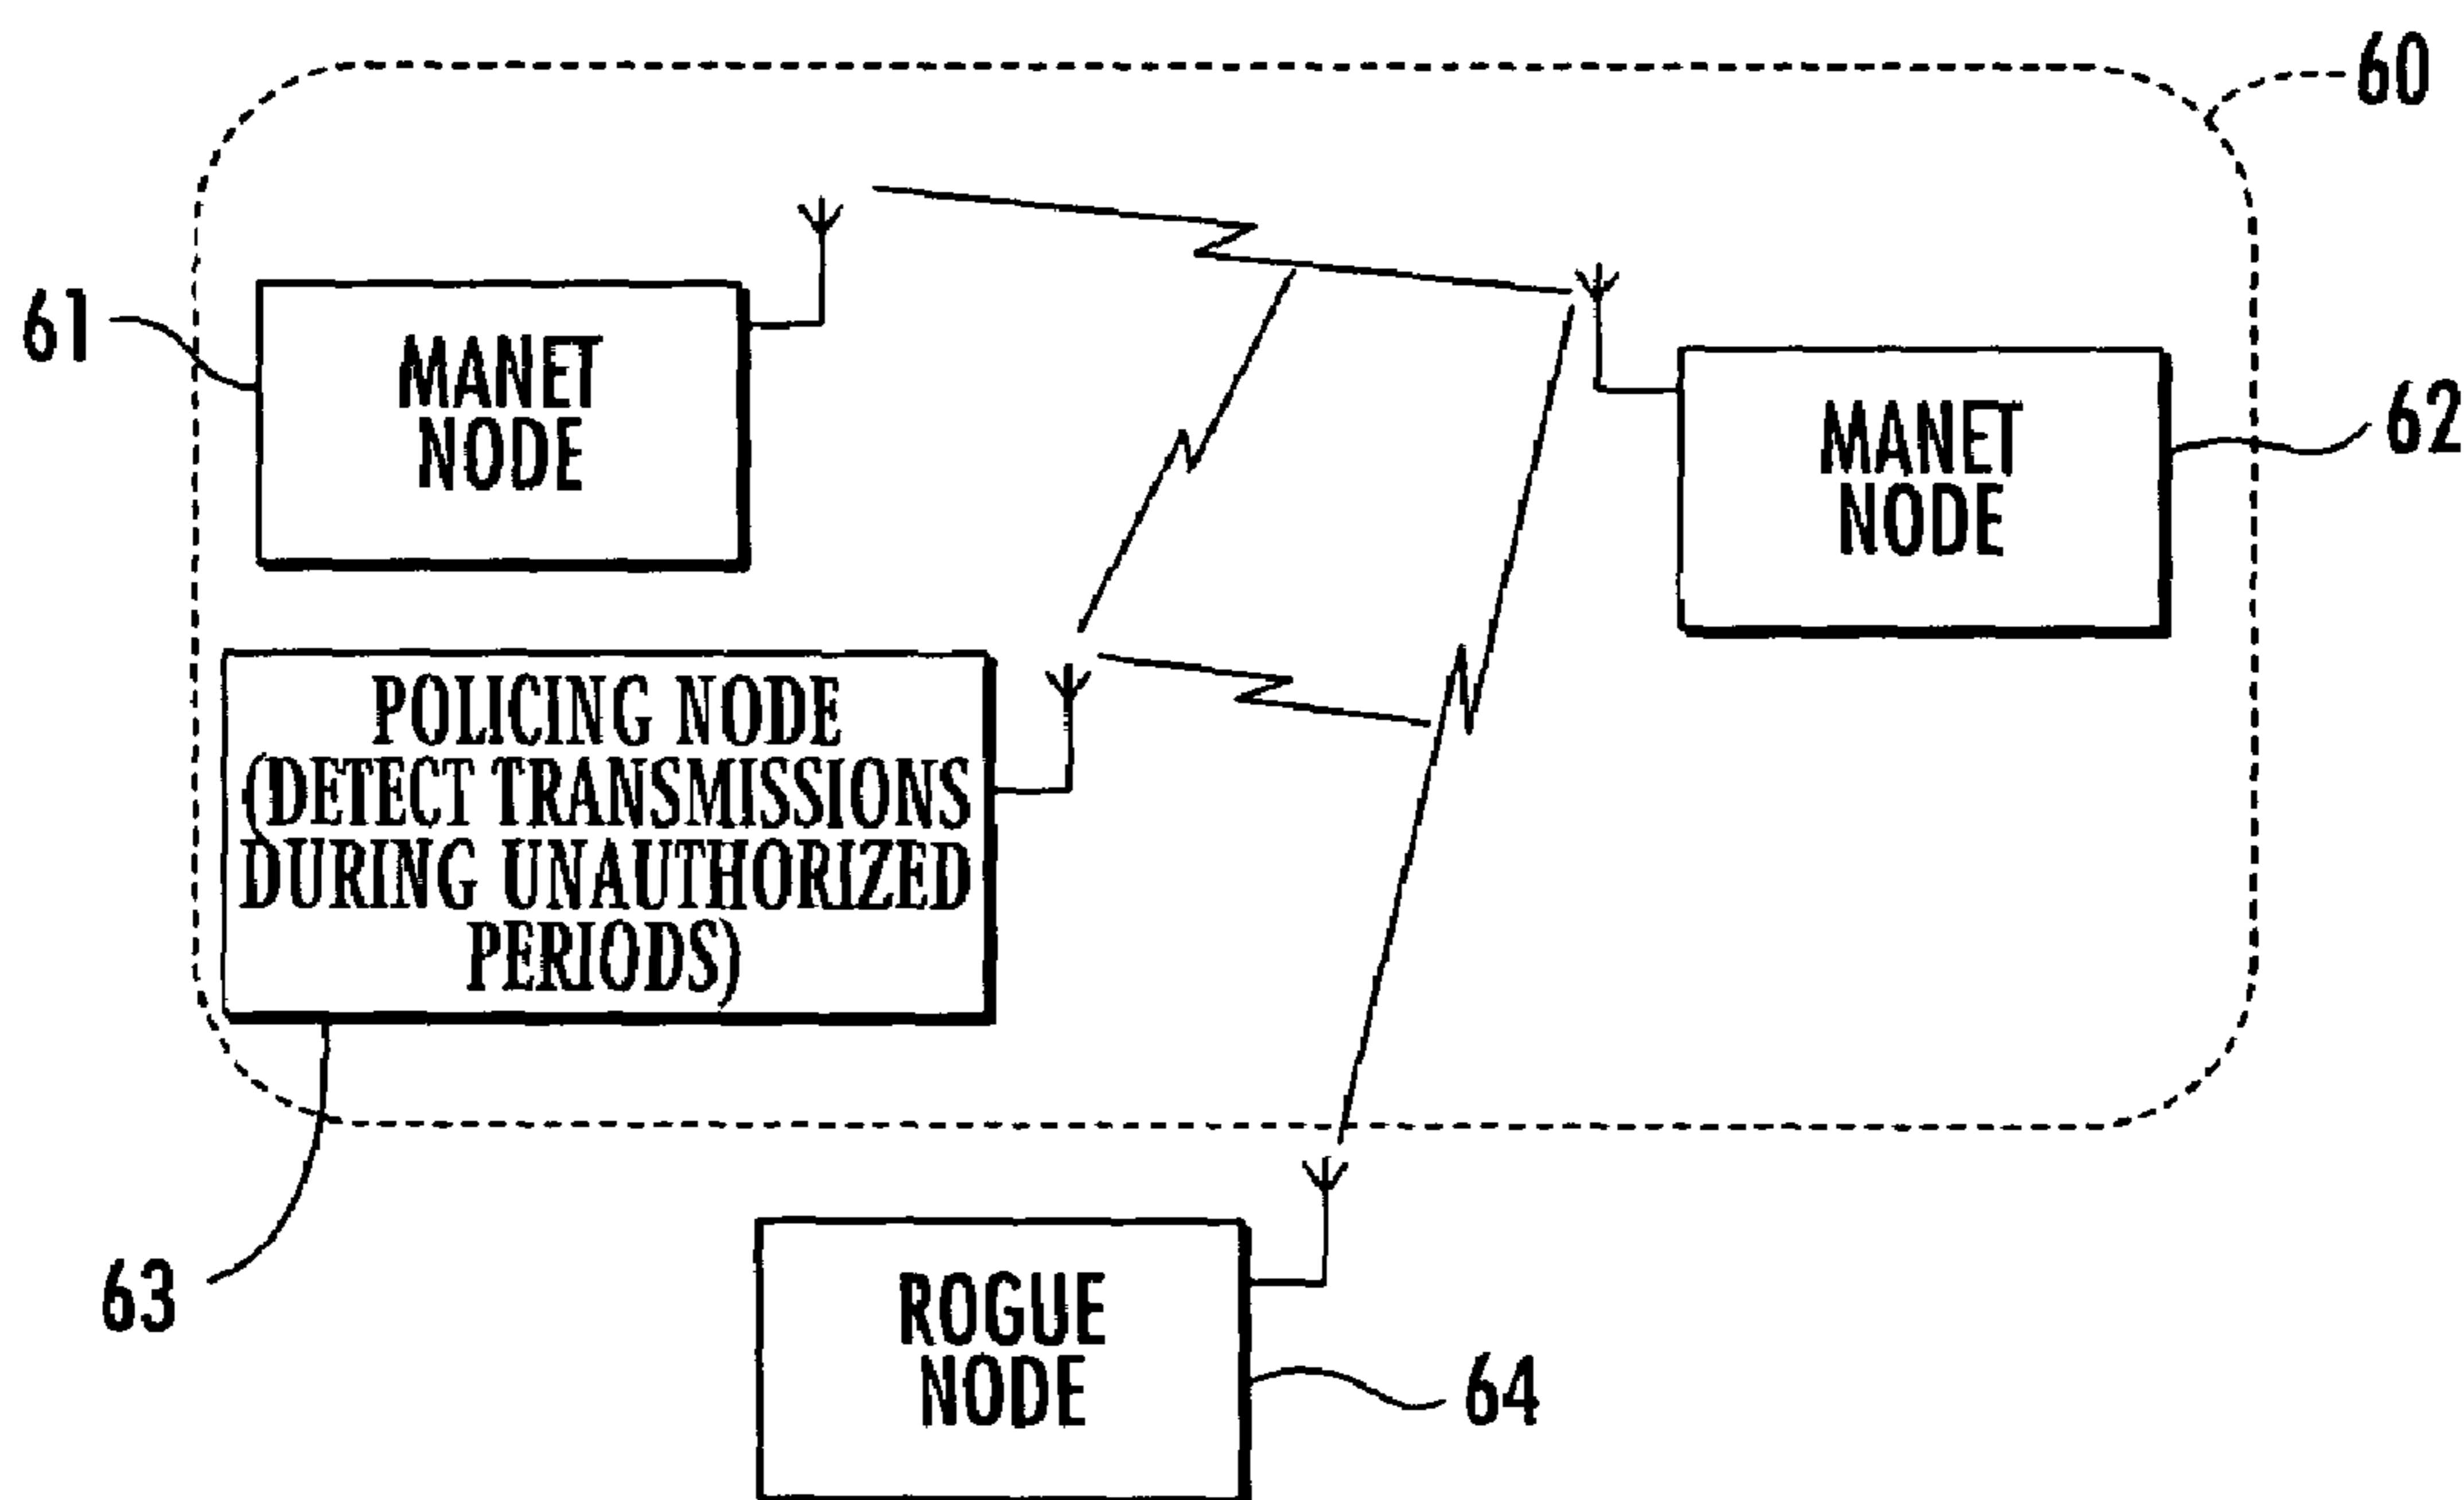 60
61
MANET
NODE
62
MANET
NODE
POLICING NODE
(DETECT TRANSMISSIONS
DURING UNAUTHORIZED
PERIODS)
63
ROGUE
NODE
64